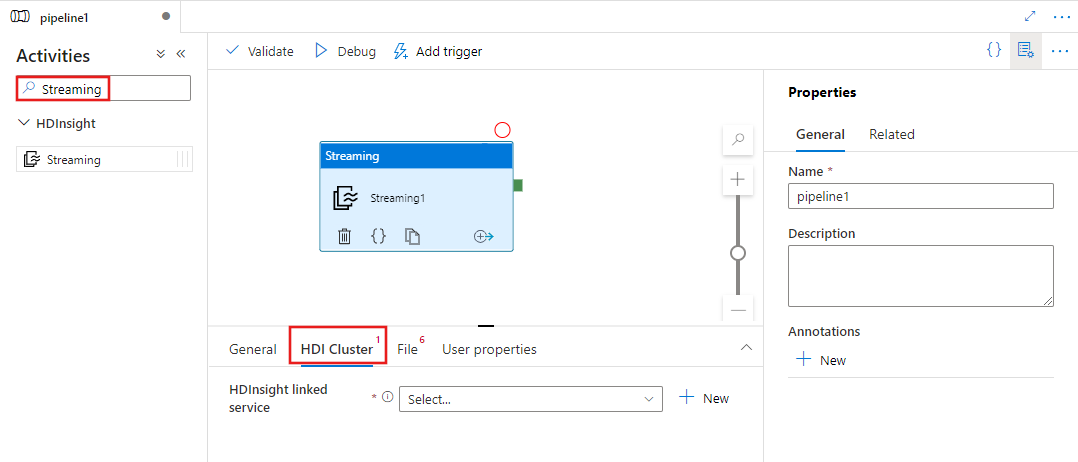 pipeline1
Activities
Streaming
HDInsight
Streaming
Validate
Debug
Add trigger
Streaming
Streaming1
General
HDI Cluster 1
File 6
User properties
HDInsight linked
service
*
Select...
New
Properties
General
Related
Name *
pipeline1
Description
Annotations
New